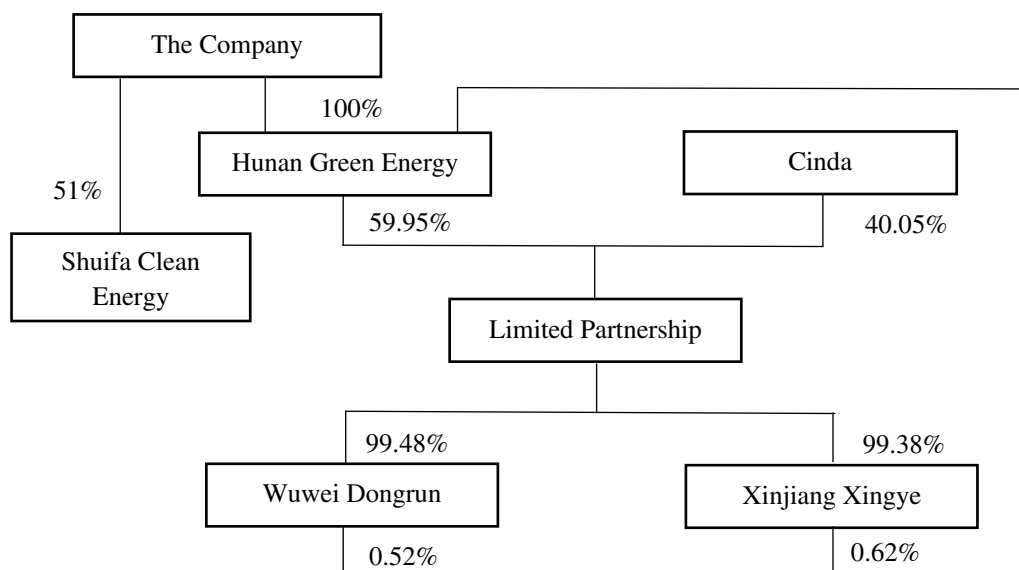 The Company
100%
Hunan Green Energy
Cinda
51%
59.95%
40.05%
Shuifa Clean
Energy
Limited Partnership
99.48%
99.38%
Wuwei Dongrun
Xinjiang Xingye
0.52%
0.62%